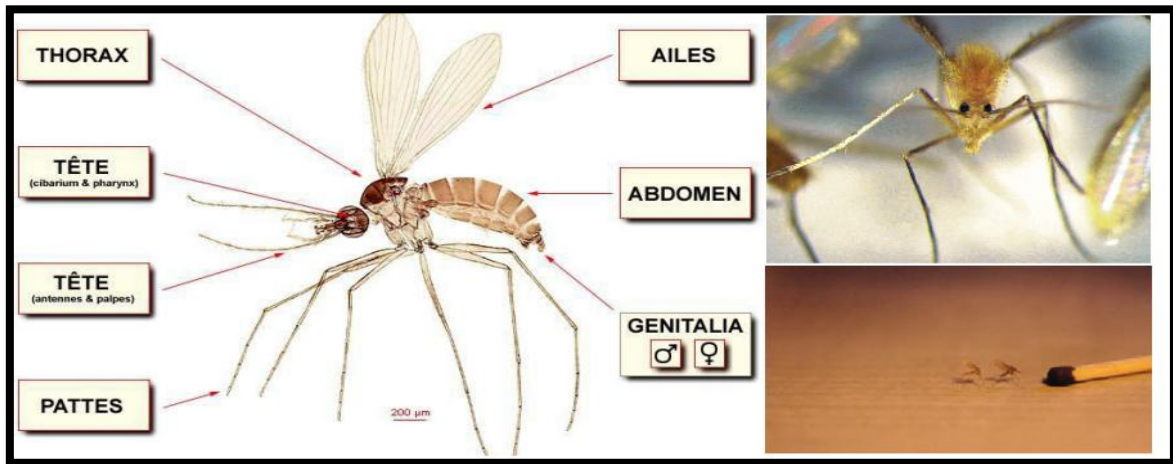 THORAX
TÊTE
(cibarium & pharynx)
TÊTE
(antennes & palpes)
PATTES
AILES
ABDOMEN
GENITALIA
♂ ♀
200 µm